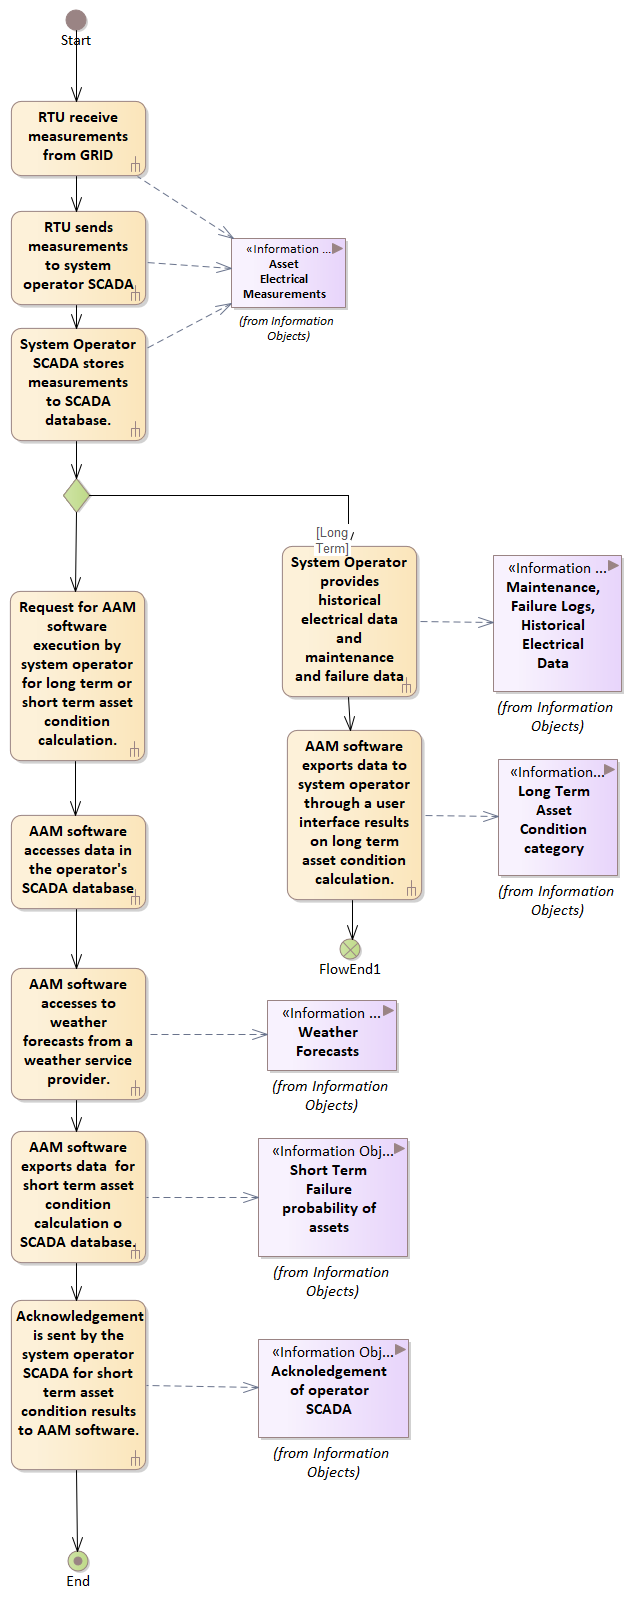 Start
RTU receive
measurements
from GRID
RTU sends
measurements
to system
operator SCADA
«Information ...
Asset
Electrical
Measurements
(from Information
Objects)
System Operator
SCADA stores
measurements
to SCADA
database.
[Long
Term]
System Operator
provides
historical
electrical data
and
maintenance
and failure data
«Information ...
Maintenance,
Failure Logs,
Historical
Electrical
Data
(from Information
Objects)
Request for AAM
software
execution by
system operator
for long term or
short term asset
condition
calculation.
AAM software
exports data to
system operator
through a user
interface results
on long term
asset condition
calculation.
«Information...
Long Term
Asset
Condition
category
(from Information
Objects)
AAM software
accesses data in
the operator's
SCADA database
FlowEnd1
AAM software
accesses to
weather
forecasts from a
weather service
provider.
«Information ...
Weather
Forecasts
(from Information
Objects)
AAM software
exports data  for
short term asset
condition
calculation o
SCADA database.
«Information Obj...
Short Term
Failure
probability of
assets
(from Information
Objects)
Acknowledgement
is sent by the
system operator
SCADA for short
term asset
condition results
to AAM software.
«Information Obj...
Acknoledgement
of operator
SCADA
(from Information
Objects)
End